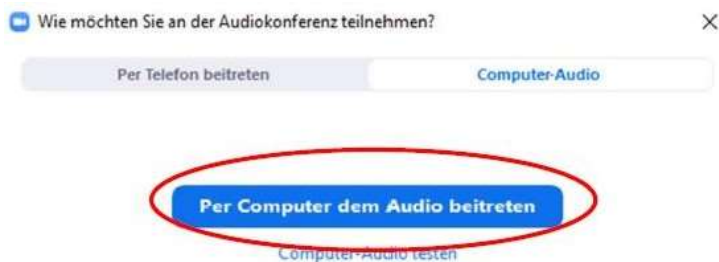 Wie möchten Sie an der Audiokonferenz teilnehmen?
Per Telefon beitreten Computer-Audio
Per Computer dem Audio beitreten
Computer-Audio testen